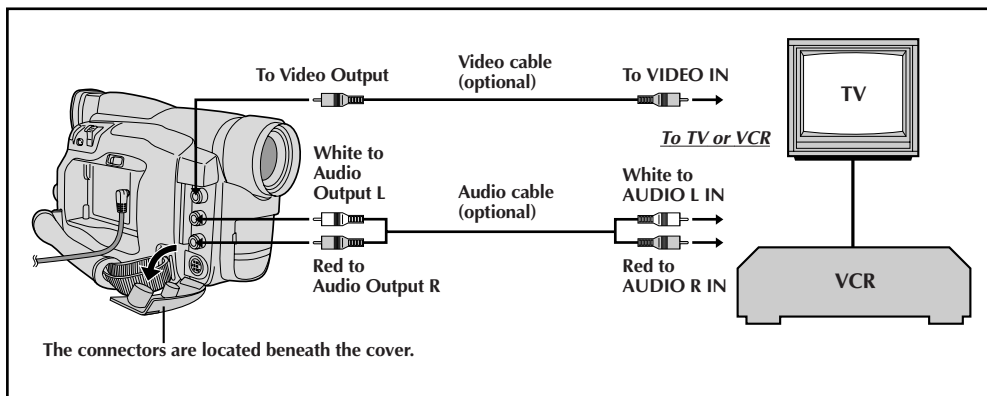 To Video Output
Video cable
(optional)
To VIDEO IN
TV
To TV or VCR
White to
Audio
Output L
Audio cable
(optional)
White to
AUDIO L IN
Red to
Audio Output R
Red to
AUDIO R IN
VCR
The connectors are located beneath the cover.